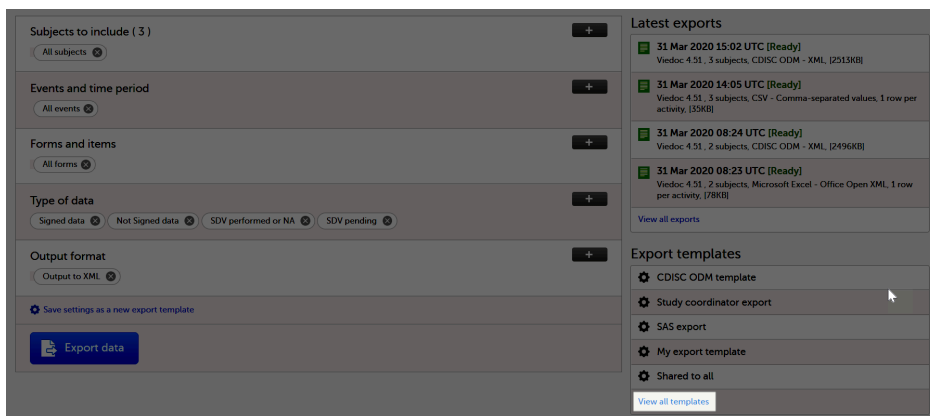 Subjects to include ( 3 )
All subjects
Events and time period
All events
Forms and items
All forms
Type of data
Signed data
Not Signed data
SDV performed or NA
SDV pending
Output format
Output to XML
Save settings as a new export template
Export data
Latest exports
31 Mar 2020 15:02 UTC [Ready]
Viedoc 4.51 , 3 subjects, CDISC ODM - XML, [2513KB]
31 Mar 2020 14:05 UTC [Ready]
Viedoc 4.51 , 3 subjects, CSV - Comma-separated values, 1 row per
activity, [35KB]
31 Mar 2020 08:24 UTC [Ready]
Viedoc 4.51 , 2 subjects, CDISC ODM - XML, [2496KB]
31 Mar 2020 08:23 UTC [Ready]
Viedoc 4.51 , 2 subjects, Microsoft Excel - Office Open XML, 1 row
per activity, [78KB]
View all exports
Export templates
CDISC ODM template
Study coordinator export
SAS export
My export template
Shared to all
View all templates